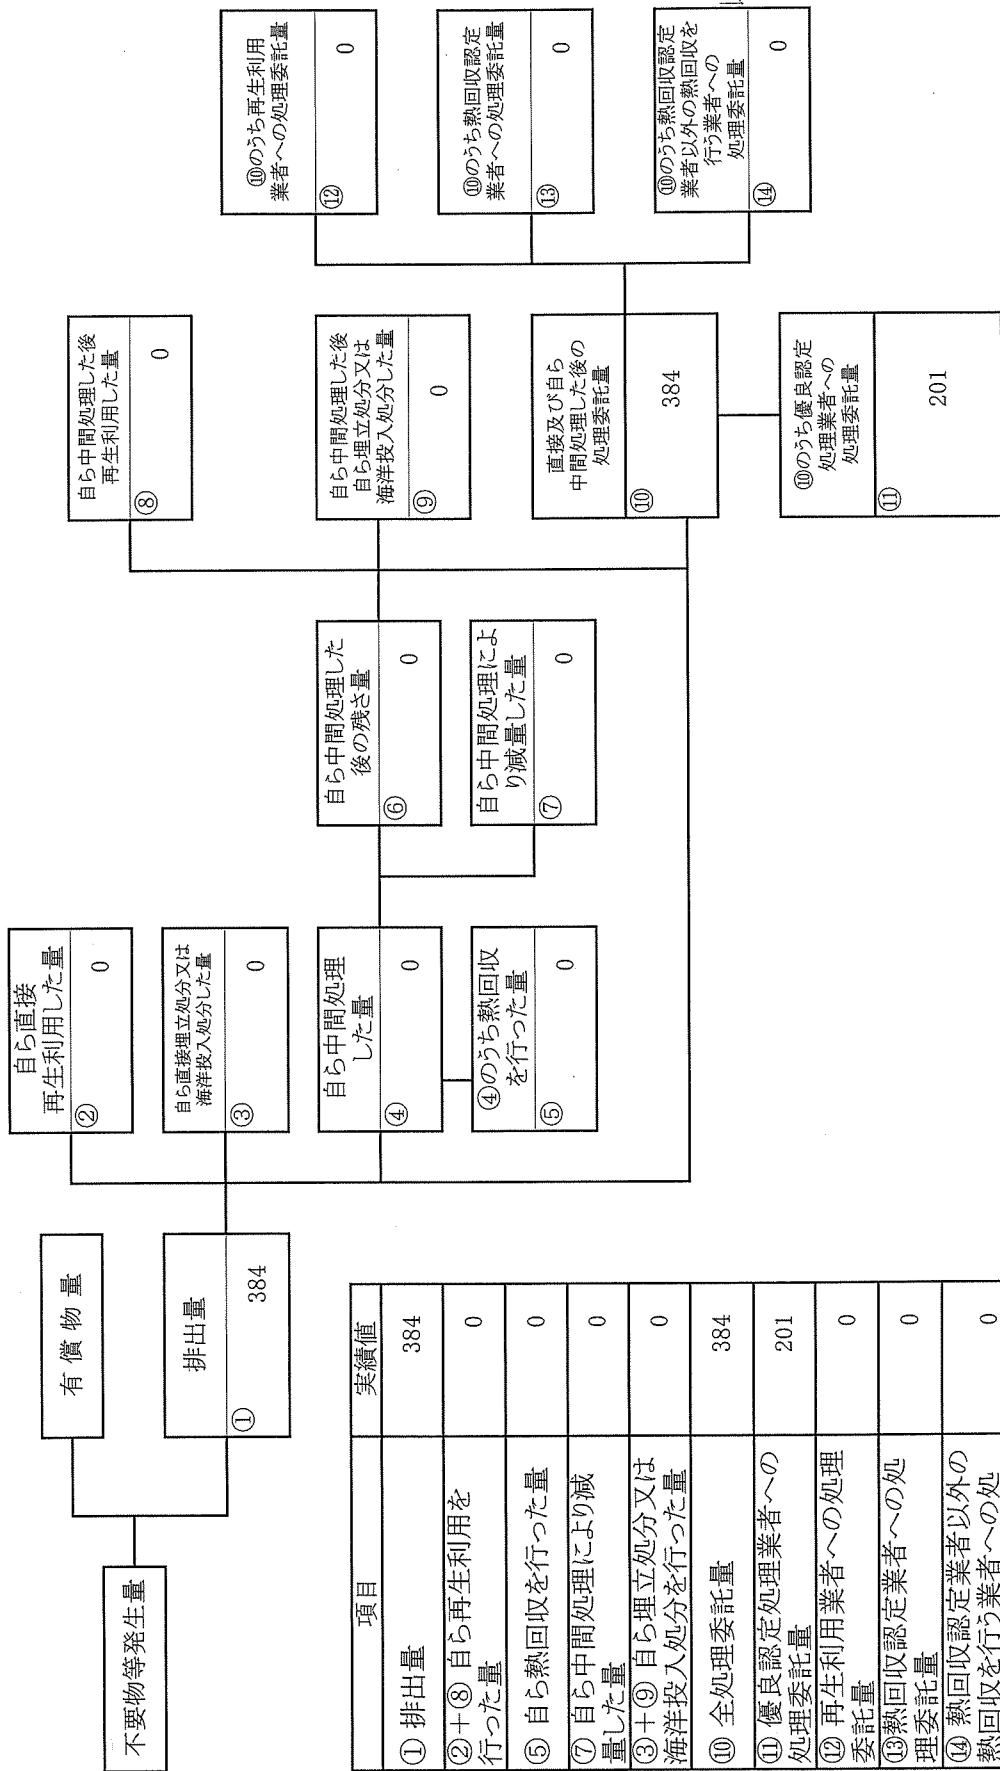 不要物等発生量
有償物量
排出量
①
384
自ら直接
再生利用した量
②
0
自ら直接埋立処分又は
海洋投入処分した量
③
0
自ら中間処理
した量
④
0
④のうち熱回収
を行った量
⑤
0
自ら中間処理した
後の残さ量
⑥
0
自ら中間処理によ
り減量した量
⑦
0
自ら中間処理した後
再生利用した量
⑧
0
自ら中間処理した後
自ら埋立処分又は
海洋投入処分した量
⑨
0
直接及び自ら
中間処理した後の
処理委託量
⑩
384
⑩のうち優良認定
処理業者への
処理委託量
⑪
201
⑩のうち再生利用
業者への処理委託量
⑫
0
⑩のうち熱回収認定
業者への処理委託量
⑬
0
⑩のうち熱回収認定
業者以外の熱回収を
行う業者への
処理委託量
⑭
0
項目 実績値
① 排出量 384
②+⑧ 自ら再生利用を
行った量 0
⑤ 自ら熱回収を行った量 0
⑦ 自ら中間処理により減
量した量 0
③+⑨ 自ら埋立処分又は
海洋投入処分を行った量 0
⑩ 全処理委託量 384
⑪ 優良認定処理業者への
処理委託量 201
⑫ 再生利用業者への処理
委託量 0
⑬熱回収認定業者への処
理委託量 0
⑭ 熱回収認定業者以外の
熱回収を行う業者への処 0